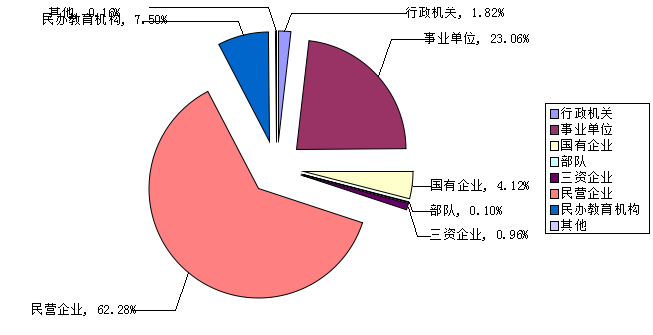 其他, 0.16%
民办教育机构, 7.50%
行政机关, 1.82%
事业单位, 23.06%
国有企业, 4.12%
部队, 0.10%
三资企业, 0.96%
民营企业, 62.28%
行政机关
事业单位
国有企业
部队
三资企业
民营企业
民办教育机构
其他